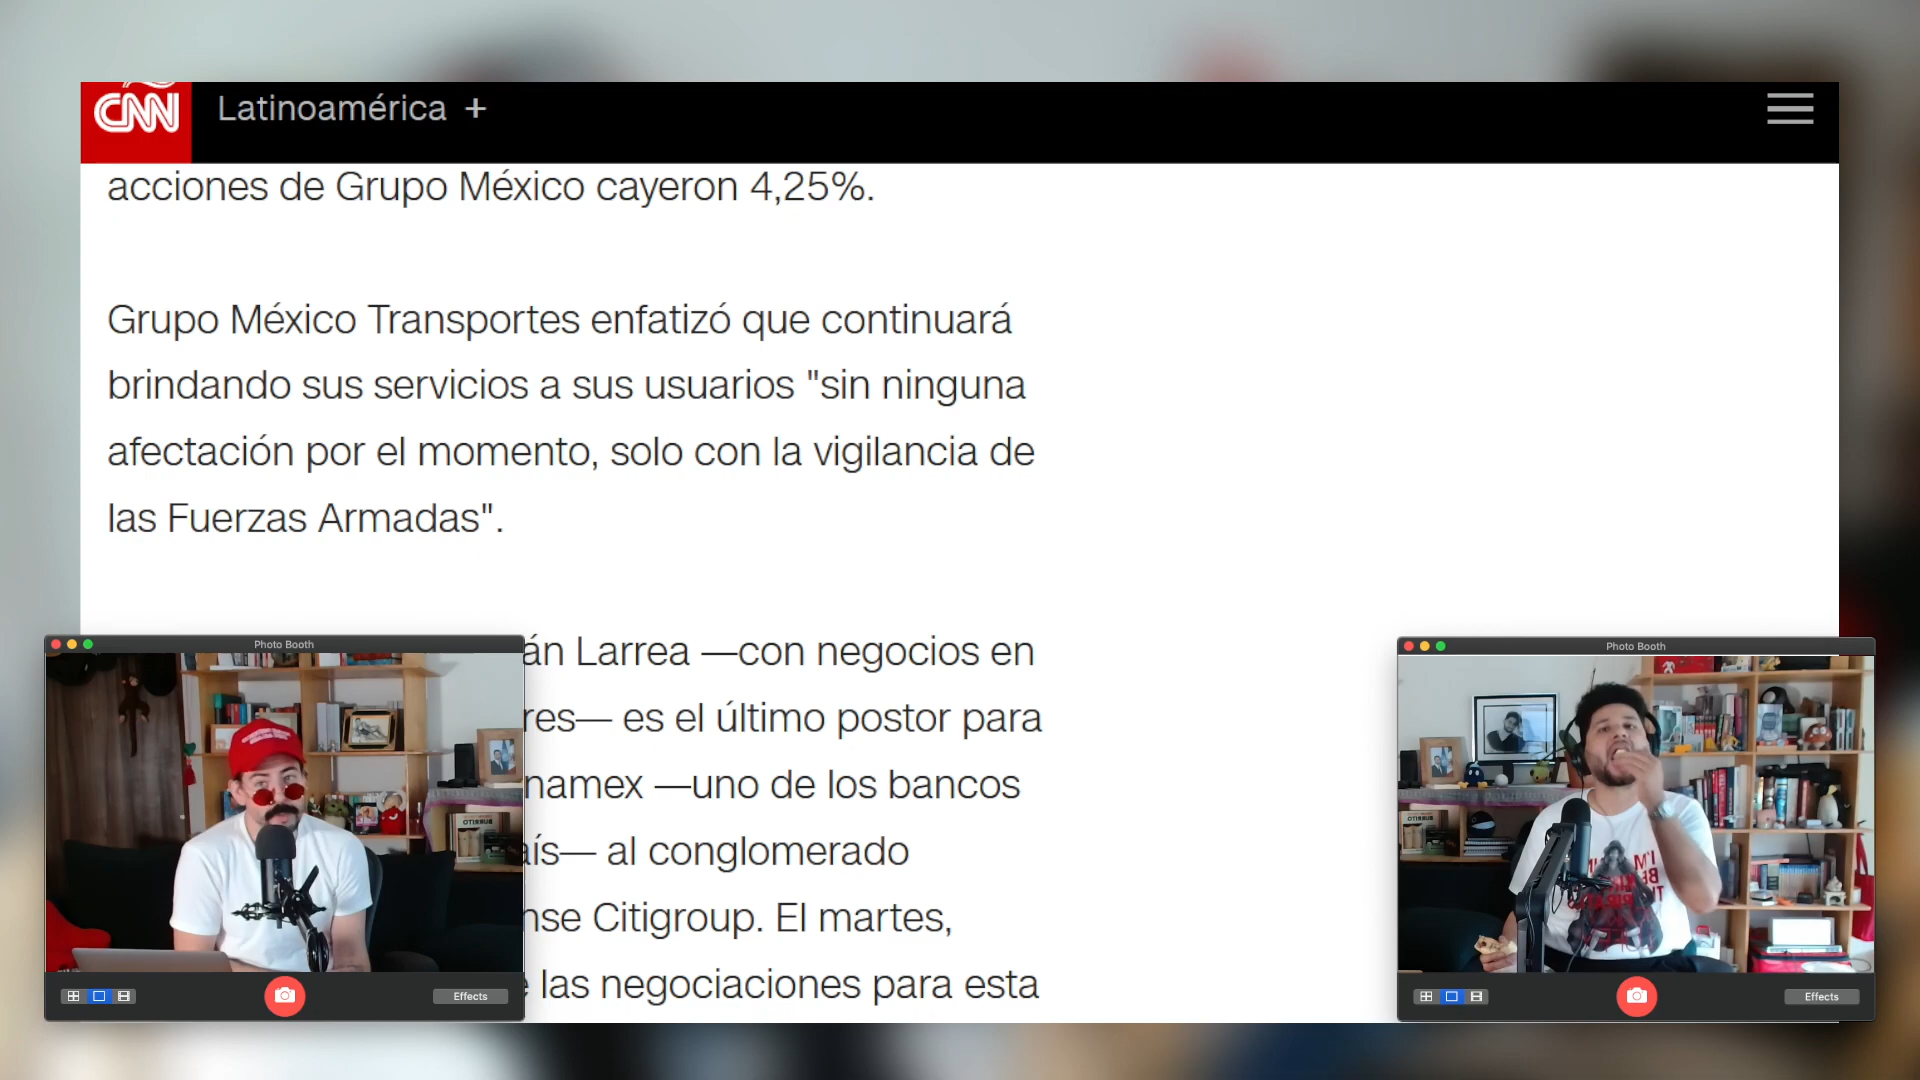 CNN
Latinoamérica +
acciones de Grupo México cayeron 4,25%.
Grupo México Transportes enfatizó que continuará
brindando sus servicios a sus usuarios "sin ninguna
afectación por el momento, solo con la vigilancia de
las Fuerzas Armadas".
án Larrea —con negocios en
res— es el último postor para
namex —uno de los bancos
aís— al conglomerado
nse Citigroup. El martes,
las negociaciones para esta
Photo Booth
Effects
Photo Booth
Effects